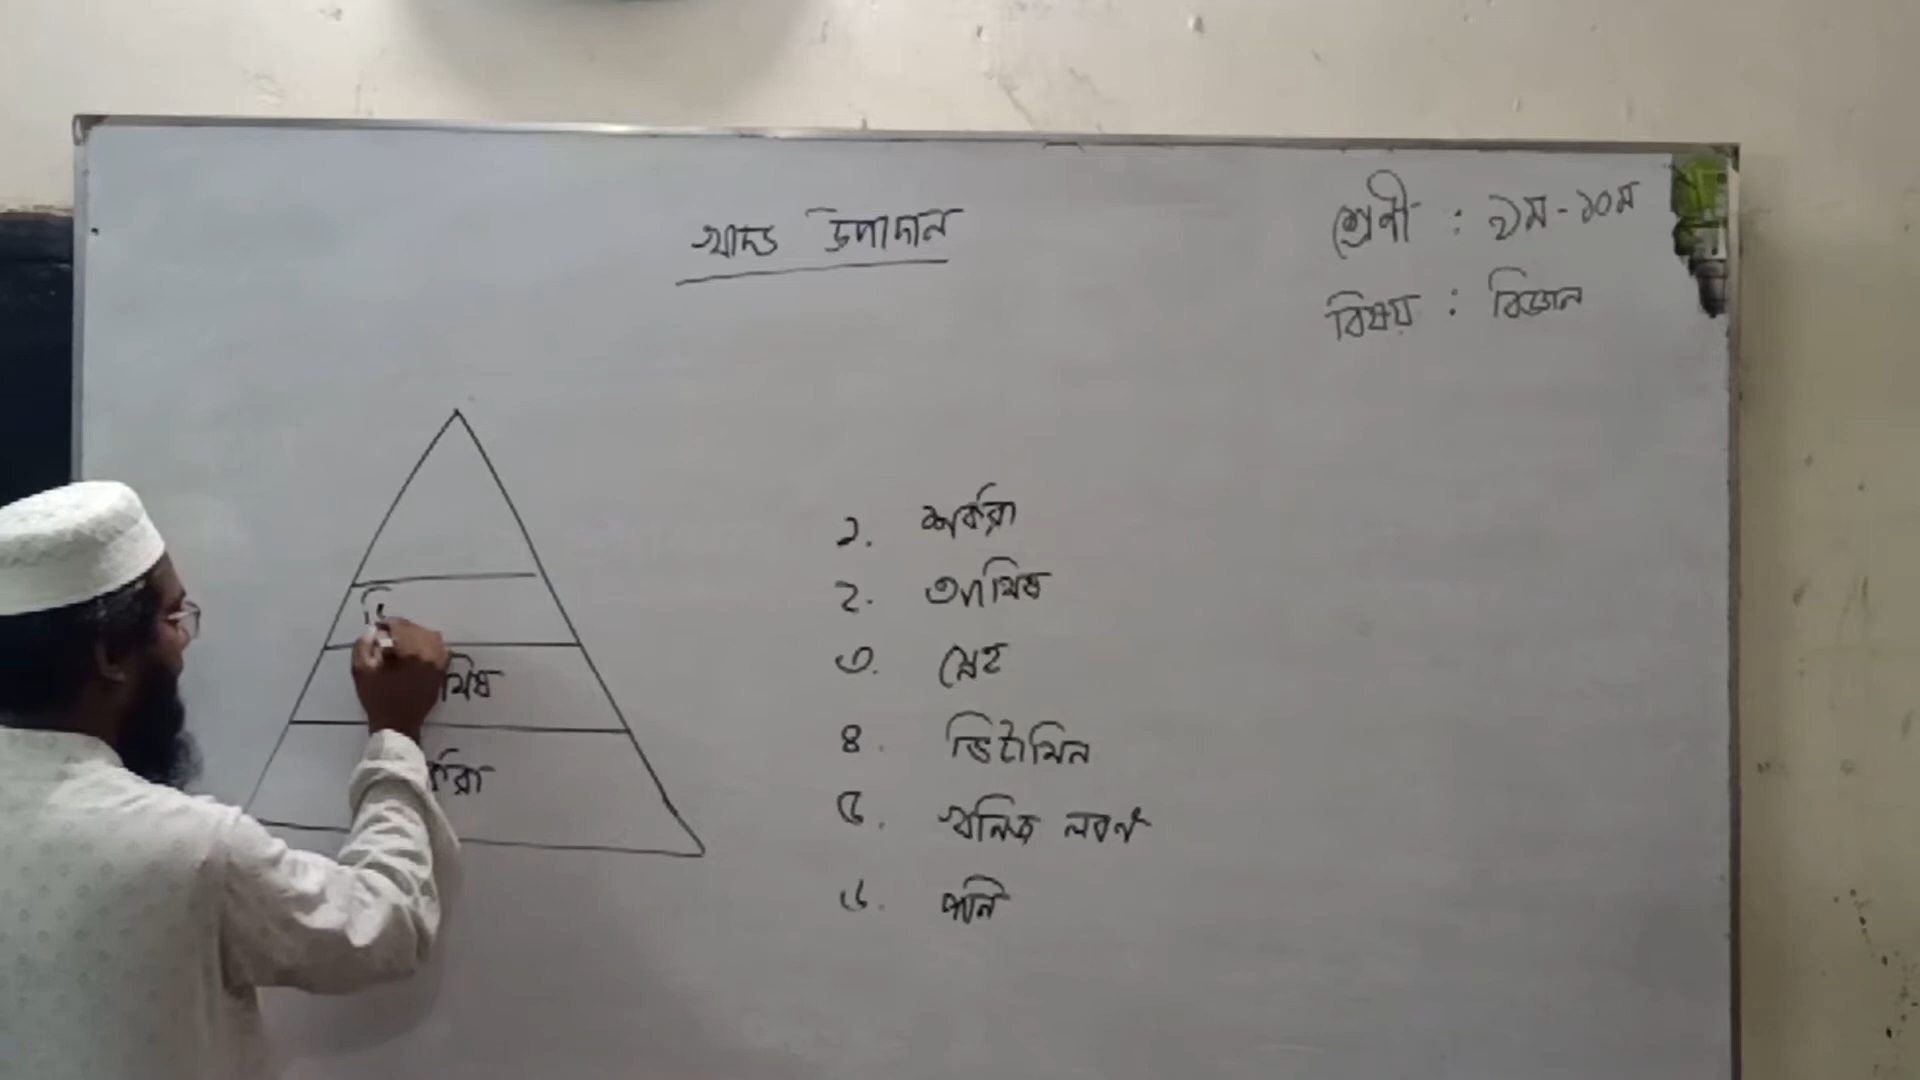 খাদ্য উপাদান
শ্রেণী : ৯ম-১০ম
বিষয় : বিজ্ঞান
১. শর্করা
২. আমিষ
৩. স্নেহ
৪. ভিটামিন
৫. খনিজ লবণ
৬. পানি
মিষ
র্করা